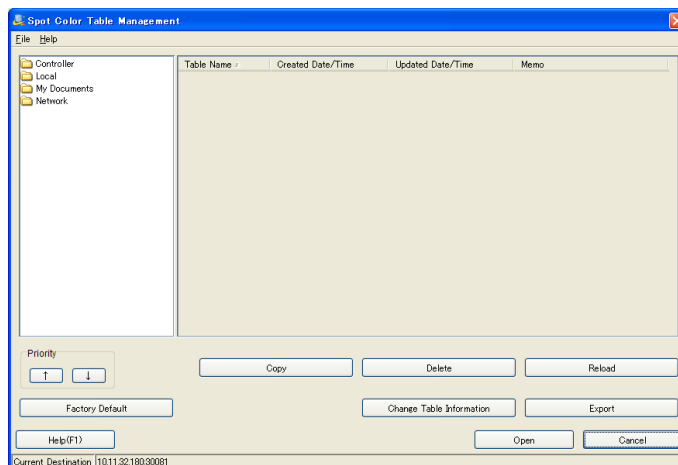 Spot Color Table Management
File Help
Controller
Local
My Documents
Network
Table Name Created Date/Time Updated Date/Time Memo
Priority
↑ ↓
Copy Delete Reload
Factory Default Change Table Information Export
Help(F1) Open Cancel
Current Destination 10.11.32.180:30081